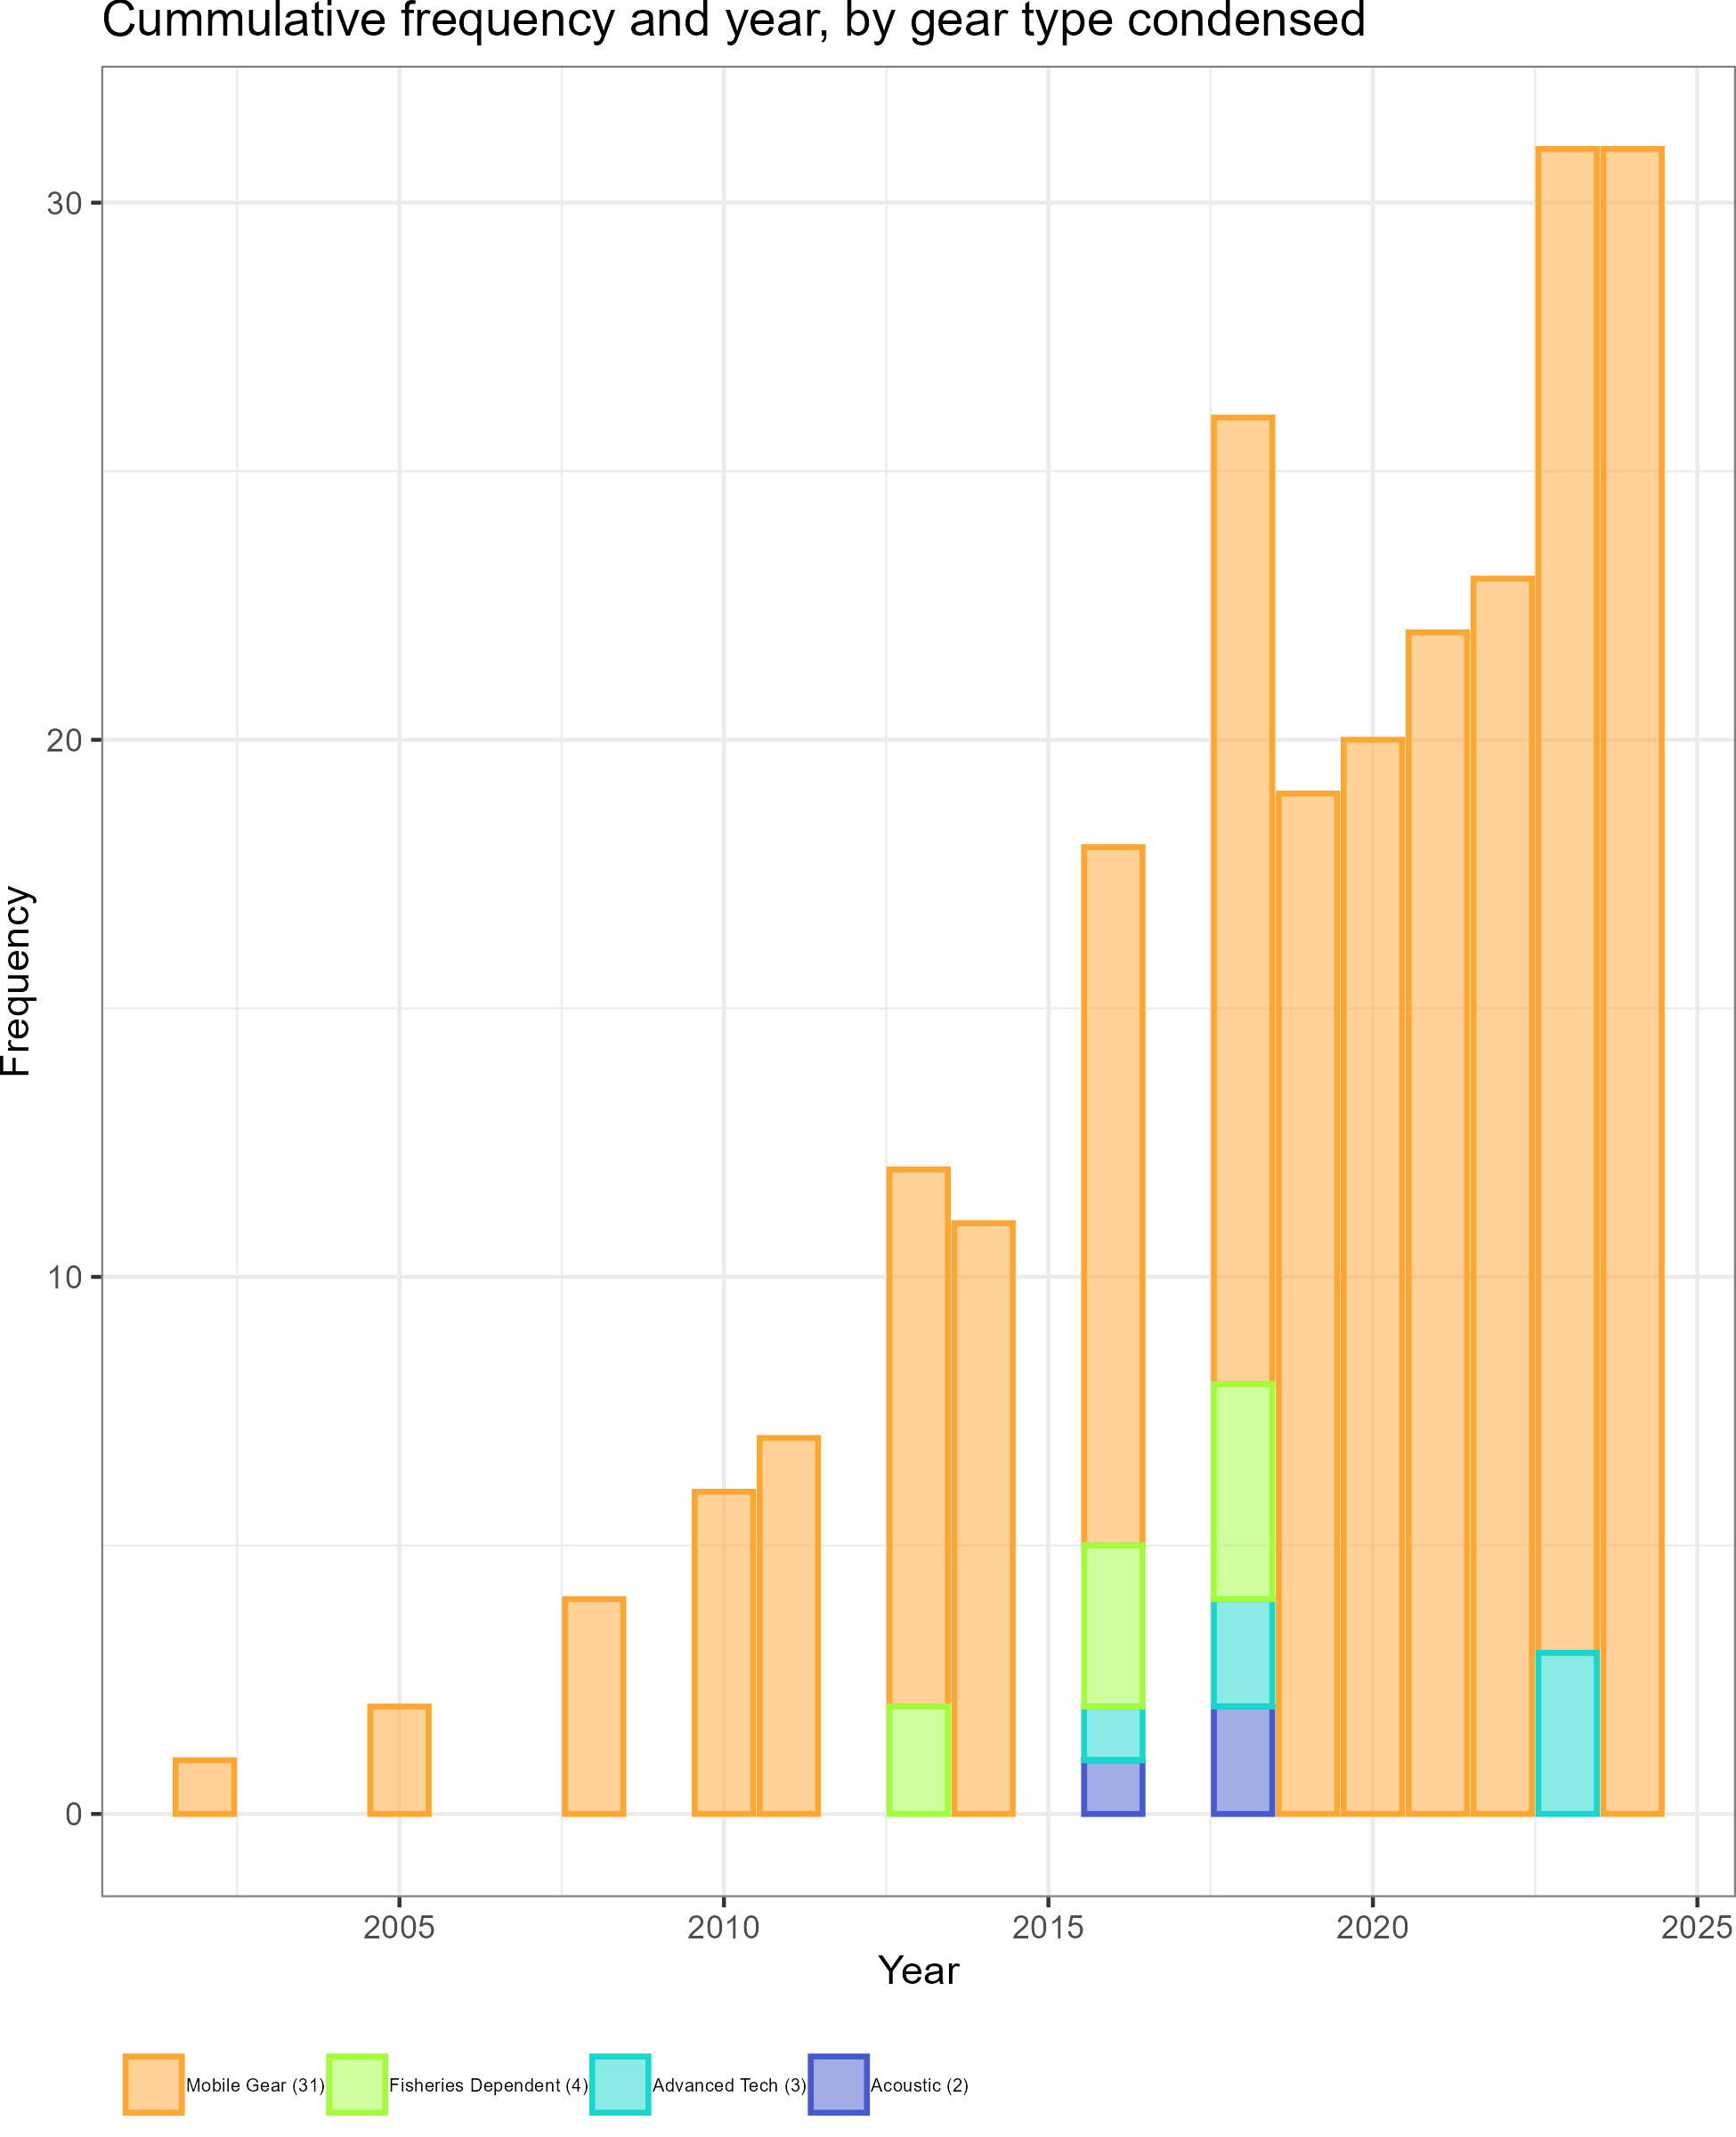 Cummulative frequency and year, by gear type condensed
30
20
10
0
Frequency
2005 2010 2015 2020 2025
Year
Mobile Gear (31) Fisheries Dependent (4) Advanced Tech (3) Acoustic (2)